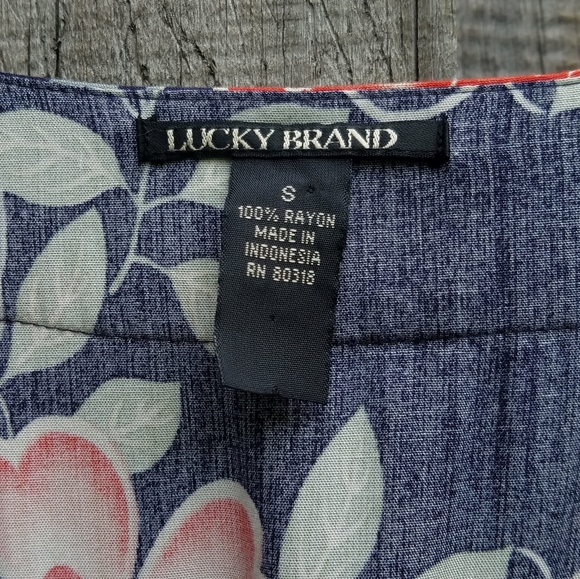 LUCKY BRAND
S
100% RAYON
MADE IN
INDONESIA
RN 80318